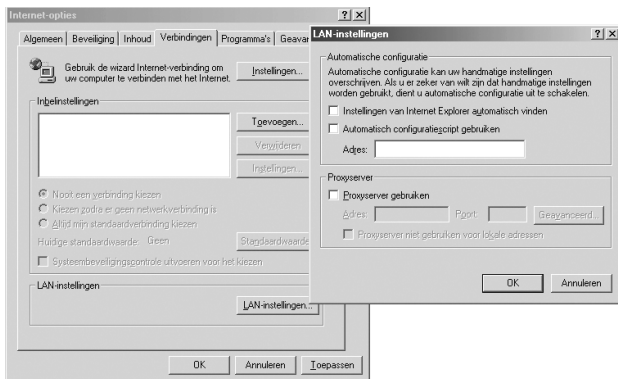 Internet-opties
Algemeen Beveiliging Inhoud Verbindingen Programma's Geavan
Gebruik de wizard Internet-verbinding om
uw computer te verbinden met het Internet.
Instellingen...
Inbelinstellingen
Toevoegen...
Verwijderen
Instellingen...
Nooit een verbinding kiezen
Kiezen zodra er geen netwerkverbinding is
Altijd mijn standaardverbinding kiezen
Huidige standaardwaarde: Geen
Standaardwaarde
Systeembeveiligingscontrole uitvoeren voor het kiezen
LAN-instellingen
LAN-instellingen...
OK Annuleren Toepassen
LAN-instellingen
Automatische configuratie
Automatische configuratie kan uw handmatige instellingen
overschrijven. Als u er zeker van wilt zijn dat handmatige instellingen
worden gebruikt, dient u automatische configuratie uit te schakelen.
Instellingen van Internet Explorer automatisch vinden
Automatisch configuratiescript gebruiken
Adres:
Proxyserver
Proxyserver gebruiken
Adres: Poort: Geavanceerd...
Proxyserver niet gebruiken voor lokale adressen
OK Annuleren